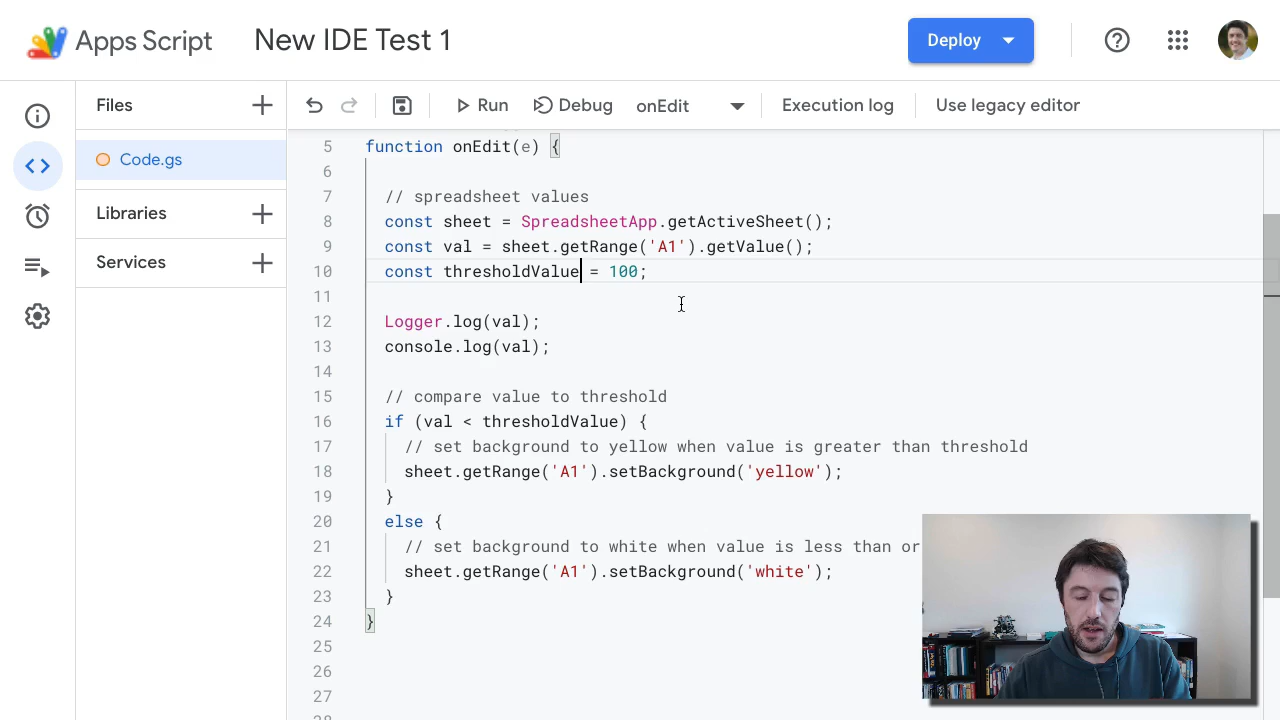 Apps Script
New IDE Test 1
Deploy
Files
Run
Debug
onEdit
Execution log
Use legacy editor
Code.gs
Libraries
Services
5 function onEdit(e) {
6
7 // spreadsheet values
8 const sheet = SpreadsheetApp.getActiveSheet();
9 const val = sheet.getRange('A1').getValue();
10 const thresholdValue = 100;
11
12 Logger.log(val);
13 console.log(val);
14
15 // compare value to threshold
16 if (val < thresholdValue) {
17 // set background to yellow when value is greater than threshold
18 sheet.getRange('A1').setBackground('yellow');
19 }
20 else {
21 // set background to white when value is less than or
22 sheet.getRange('A1').setBackground('white');
23 }
24 }
25
26
27